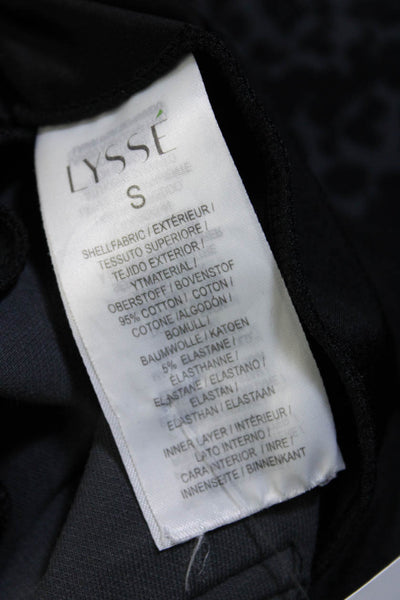 LYSSÉ
S
SHELLFABRIC / EXTÉRIEUR /
TESSUTO SUPERIORE /
TEJIDO EXTERIOR /
YTMATERIAL /
OBERSTOFF / BOVENSTOF
95% COTTON / COTON /
COTONE /ALGODÓN /
BOMULL /
BAUMWOLLE / KATOEN
5% ELASTANE /
ELASTHANNE /
ELASTANE / ELASTANO /
ELASTAN /
ELASTHAN / ELASTAAN
INNER LAYER / INTÉRIEUR /
LATO INTERNO /
CARA INTERIOR / INRE /
INNENSEITE / BINNENKANT